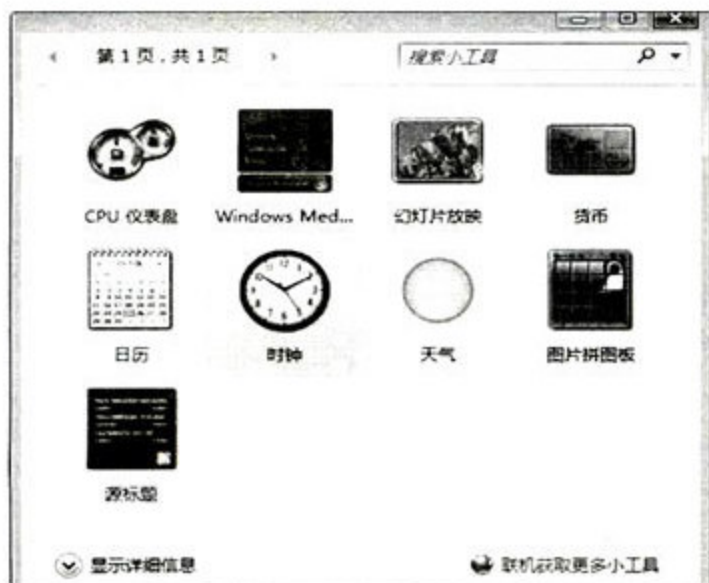 第1页,共1页
搜索小工具
CPU 仪表盘
Windows Med...
幻灯片放映
货币
日历
时钟
天气
图片拼图板
源标题
显示详细信息
联机获取更多小工具